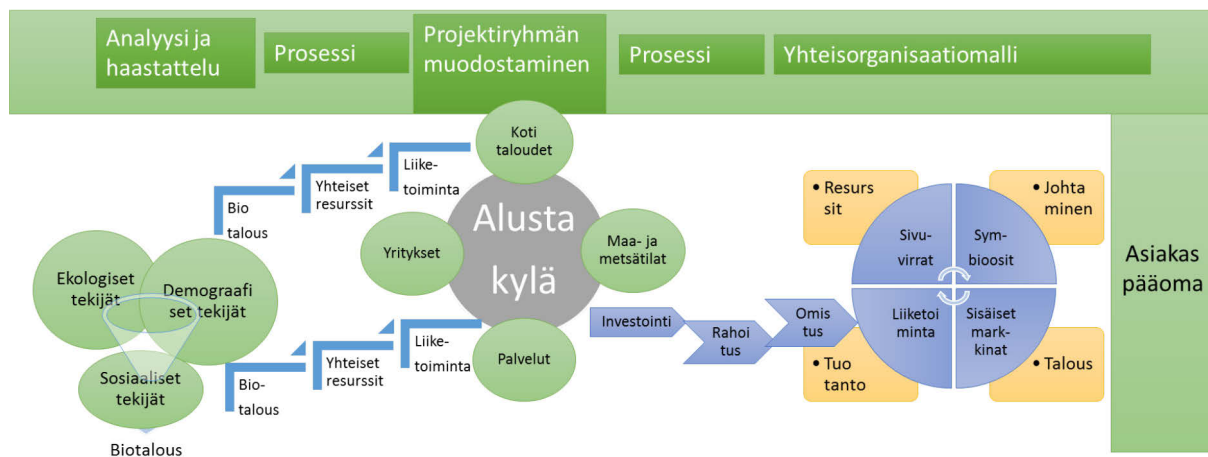 Analyysi ja
haastattelu
Prosessi
Projektiryhmän
muodostaminen
Prosessi
Yhteisorganisaatiomalli
Ekologiset
tekijät
Demograafi
set tekijät
Sosiaaliset
tekijät
Biotalous
Bio
talous
Yhteiset
resurssit
Liike-
toiminta
Bio-
talous
Yhteiset
resurssit
Liike-
toiminta
Koti
taloudet
Yritykset
Alusta
kylä
Maa- ja
metsätilat
Palvelut
Investointi
Rahoi
tus
Omis
tus
• Resurs
sit
• Johta
minen
Sivu-
virrat
Sym-
bioosit
Liiketoi
minta
Sisäiset
mark-
kinat
• Tuo
tanto
• Talous
Asiakas
pääoma